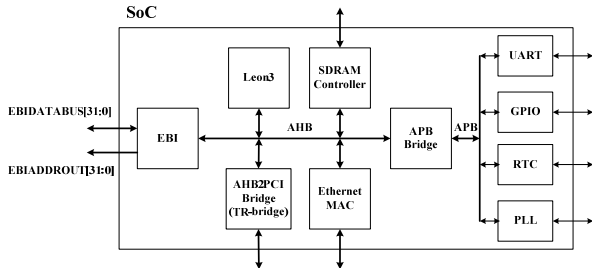 SoC
Leon3
SDRAM
Controller
UART
GPIO
RTC
PLL
EBIDATABUS[31:0]
EBIADDROUT[31:0]
EBI
AHB
APB
Bridge
APB
AHB2PCI
Bridge
(TR-bridge)
Ethernet
MAC